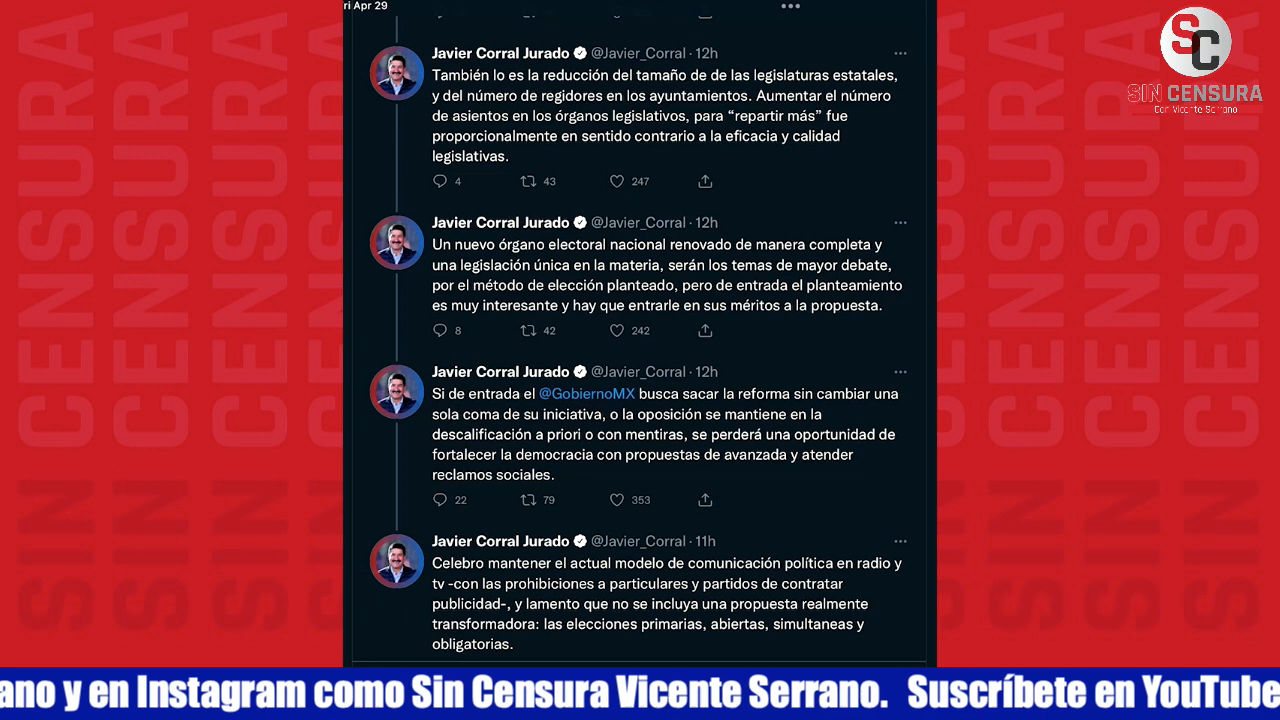 ri Apr 29
SC
SIN CENSURA
Con Vicente Serrano
Javier Corral Jurado @Javier_Corral · 12h
También lo es la reducción del tamaño de de las legislaturas estatales,
y del número de regidores en los ayuntamientos. Aumentar el número
de asientos en los órganos legislativos, para “repartir más” fue
proporcionalmente en sentido contrario a la eficacia y calidad
legislativas.
4 43 247
Javier Corral Jurado @Javier_Corral · 12h
Un nuevo órgano electoral nacional renovado de manera completa y
una legislación única en la materia, serán los temas de mayor debate,
por el método de elección planteado, pero de entrada el planteamiento
es muy interesante y hay que entrarle en sus méritos a la propuesta.
8 42 242
Javier Corral Jurado @Javier_Corral · 12h
Si de entrada el @GobiernoMX busca sacar la reforma sin cambiar una
sola coma de su iniciativa, o la oposición se mantiene en la
descalificación a priori o con mentiras, se perderá una oportunidad de
fortalecer la democracia con propuestas de avanzada y atender
reclamos sociales.
22 79 353
Javier Corral Jurado @Javier_Corral · 11h
Celebro mantener el actual modelo de comunicación política en radio y
tv -con las prohibiciones a particulares y partidos de contratar
publicidad-, y lamento que no se incluya una propuesta realmente
transformadora: las elecciones primarias, abiertas, simultaneas y
obligatorias.
SIN CENSURA
SIN CENSURA
SIN CENSURA
SIN CENSURA
SIN CENSURA
SIN CENSURA
ano y en Instagram como Sin Censura Vicente Serrano. Suscríbete en YouTube